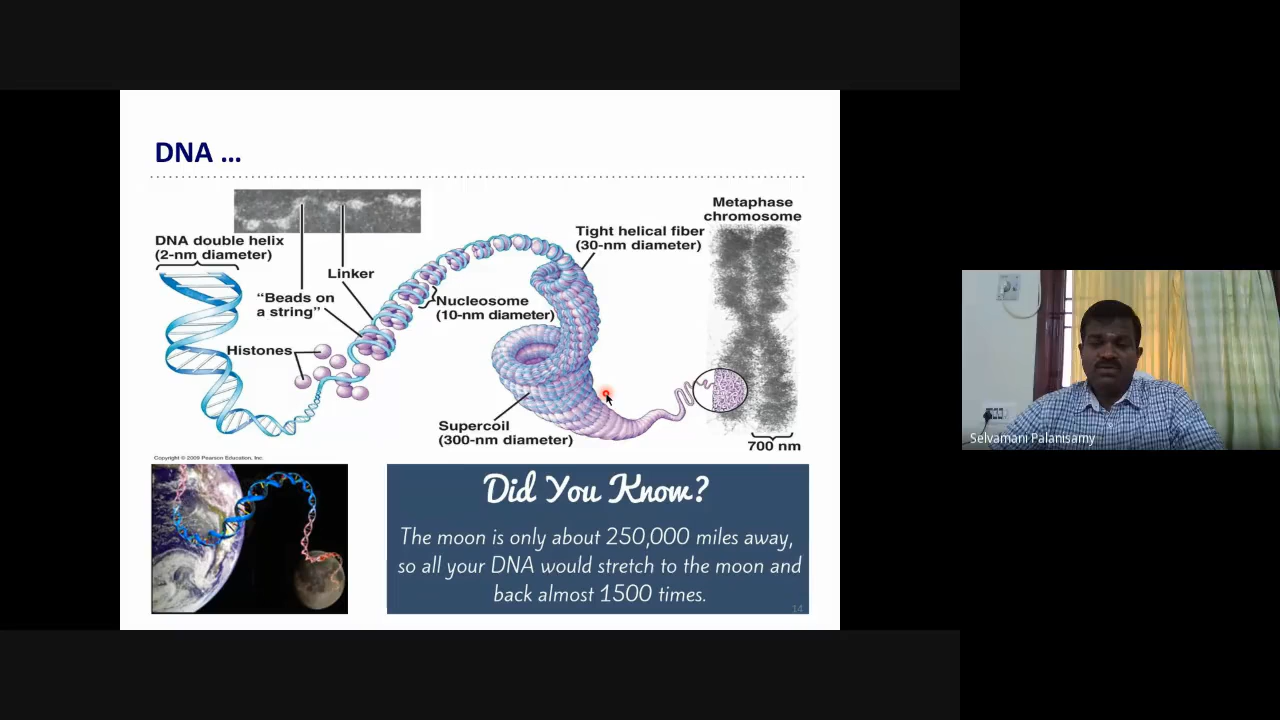 DNA ...
Metaphase
chromosome
Tight helical fiber
(30-nm diameter)
DNA double helix
(2-nm diameter)
Linker
“Beads on
a string”
Nucleosome
(10-nm diameter)
Histones
Supercoil
(300-nm diameter)
700 nm
Copyright © 2009 Pearson Education, Inc.
Did You Know?
The moon is only about 250,000 miles away,
so all your DNA would stretch to the moon and
back almost 1500 times.
14
Selvamani Palanisamy